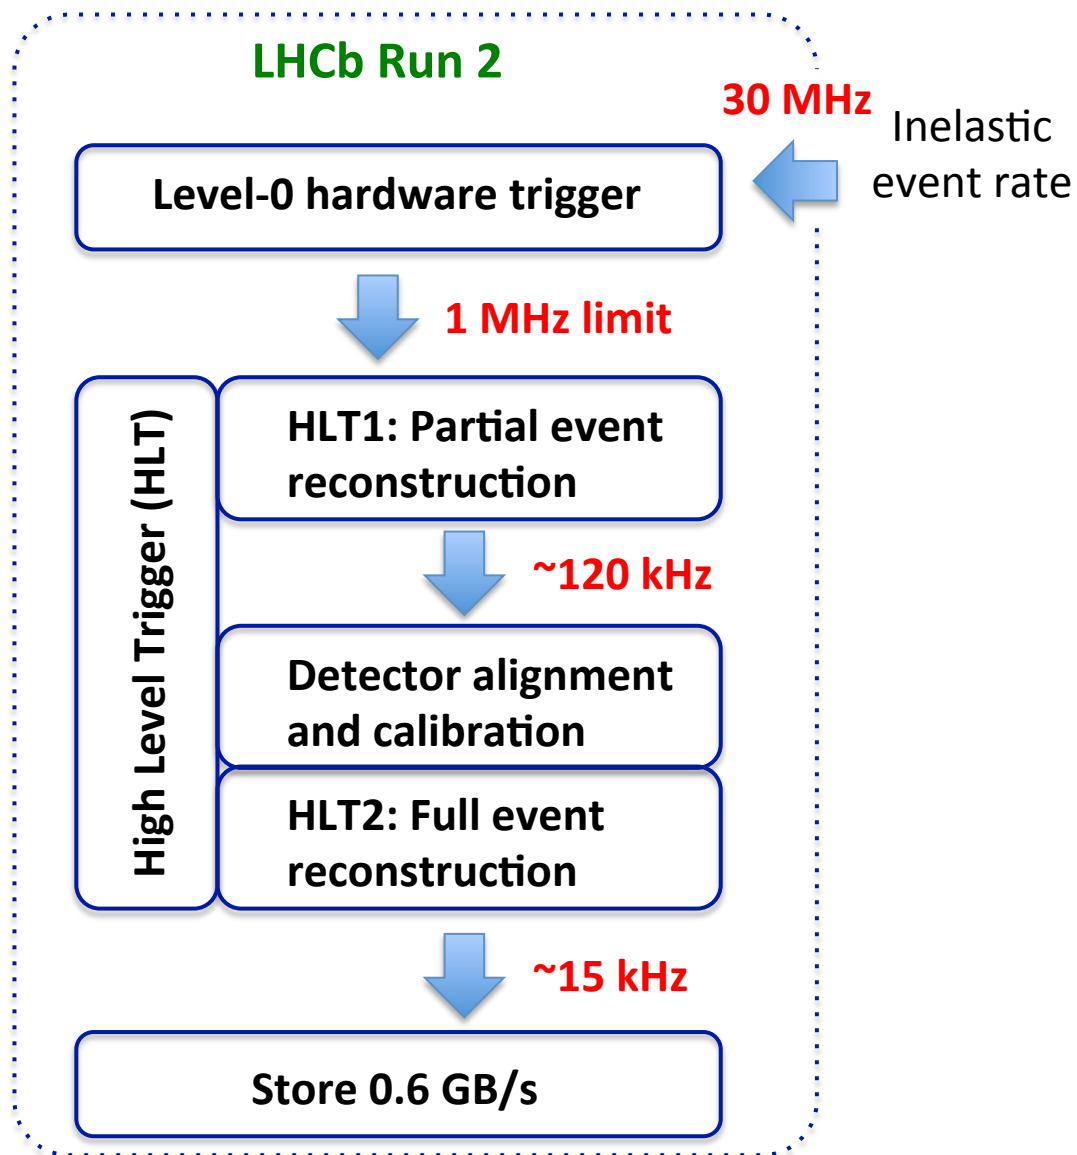 LHCb Run 2
30 MHz
Inelastic
event rate
Level-0 hardware trigger
1 MHz limit
High Level Trigger (HLT)
HLT1: Partial event
reconstruction
~120 kHz
Detector alignment
and calibration
HLT2: Full event
reconstruction
~15 kHz
Store 0.6 GB/s